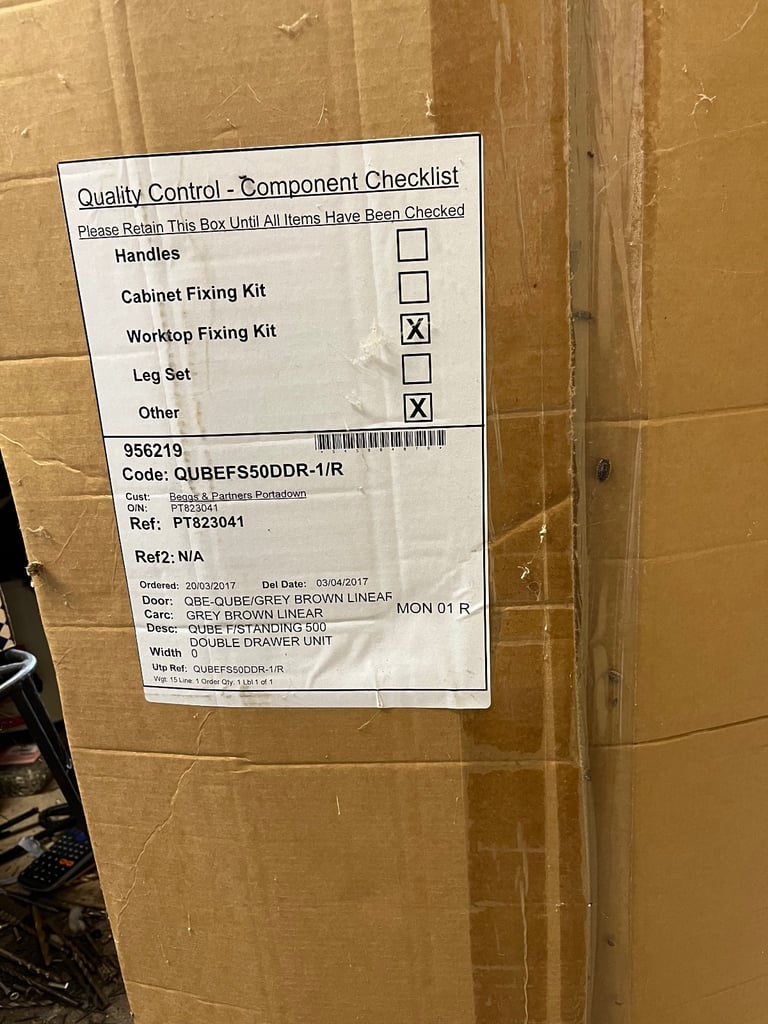 Quality Control - Component Checklist
Please Retain This Box Until All Items Have Been Checked
Handles
Cabinet Fixing Kit
Worktop Fixing Kit X
Leg Set
Other X
956219
Code: QUBEFS50DDR-1/R
Cust: Beggs & Partners Portadown
O/N: PT823041
Ref: PT823041
Ref2: N/A
Ordered: 20/03/2017 Del Date: 03/04/2017
Door: QBE-QUBE/GREY BROWN LINEAR
Carc: GREY BROWN LINEAR MON 01 R
Desc: QUBE F/STANDING 500
DOUBLE DRAWER UNIT
Width 0
Utp Ref: QUBEFS50DDR-1/R
Wgt: 15 Line: 1 Order Qty: 1 Lbl 1 of 1